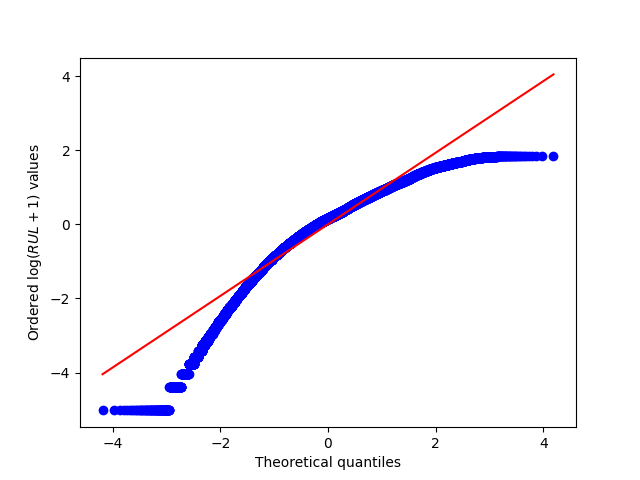 4
2
0
−2
−4
Ordered log(RUL + 1) values
−4 −2 0 2 4
Theoretical quantiles